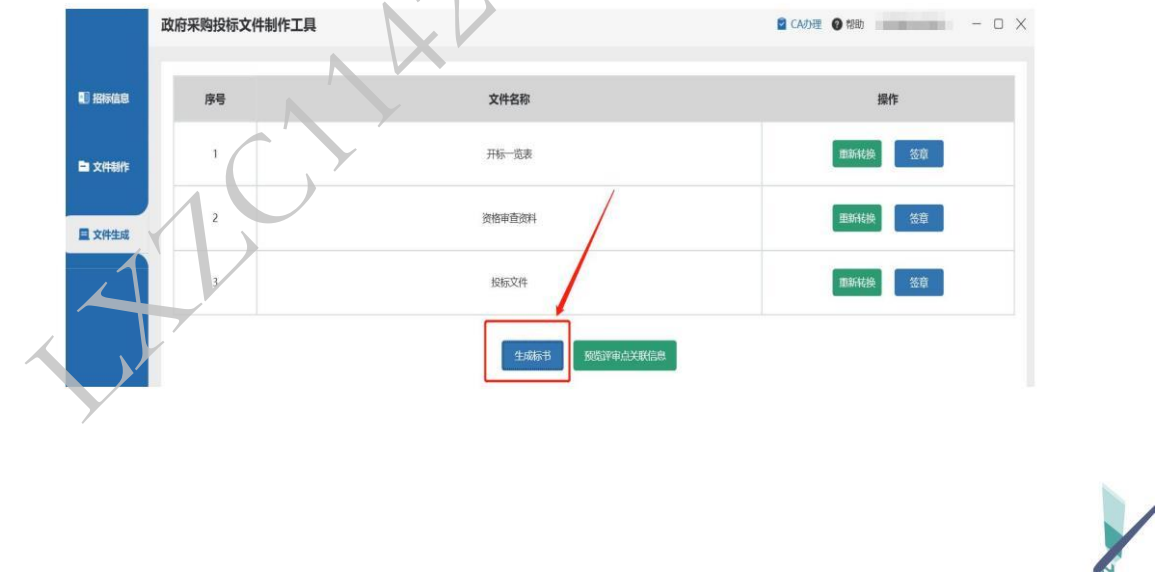 政府采购投标文件制作工具
CA办理 帮助
招标信息
文件制作
文件生成
序号 文件名称 操作
1 开标一览表 重新转换 签章
2 资格审查资料 重新转换 签章
3 投标文件 重新转换 签章
生成标书 预览评审点关联信息
LXZC1142